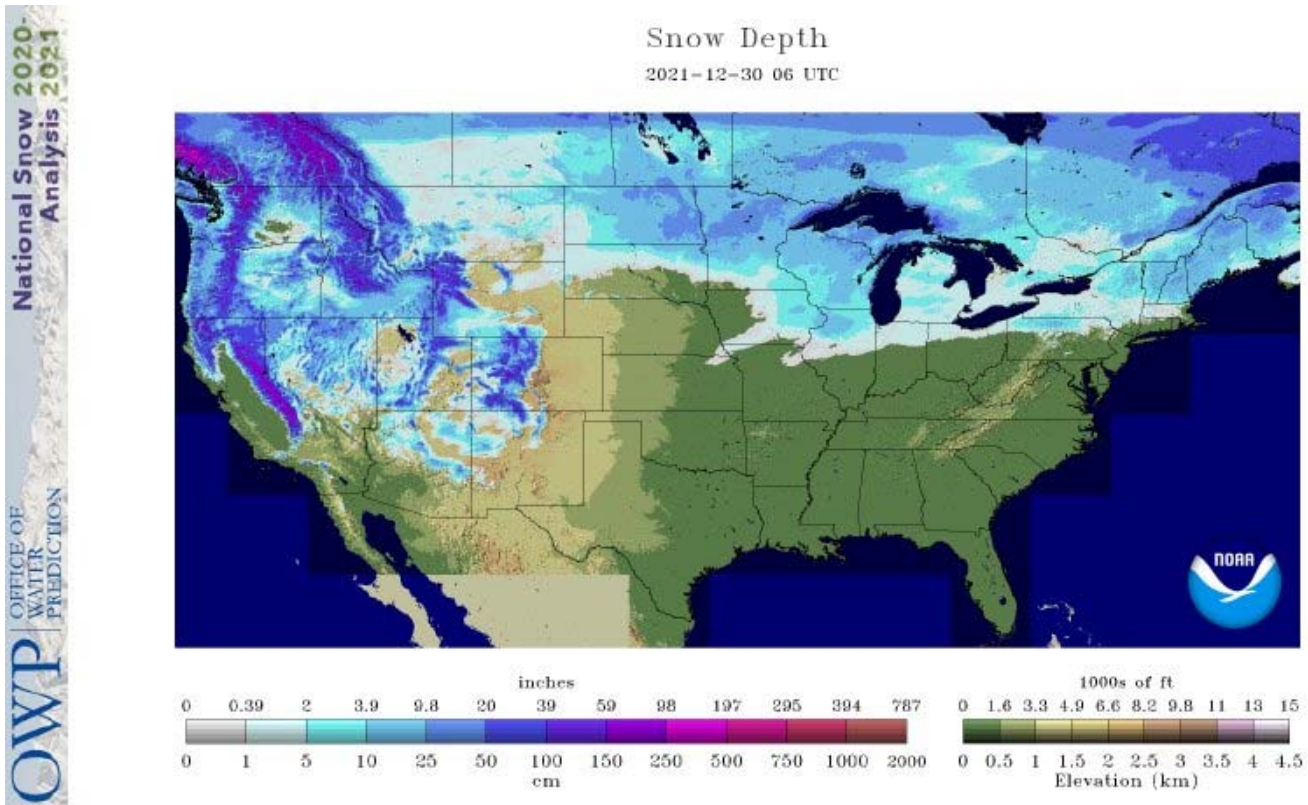 National Snow 2020-
Analysis 2021
OWP
OFFICE OF
WATER
PREDICTION
Snow Depth
2021-12-30 06 UTC
NOAA
inches
0 0.39 2 3.9 9.8 20 39 59 98 197 295 394 787
0 1 5 10 25 50 100 150 250 500 750 1000 2000
cm
1000s of ft
0 1.6 3.3 4.9 6.6 8.2 9.8 11 13 15
0 0.5 1 1.5 2 2.5 3 3.5 4 4.5
Elevation (km)